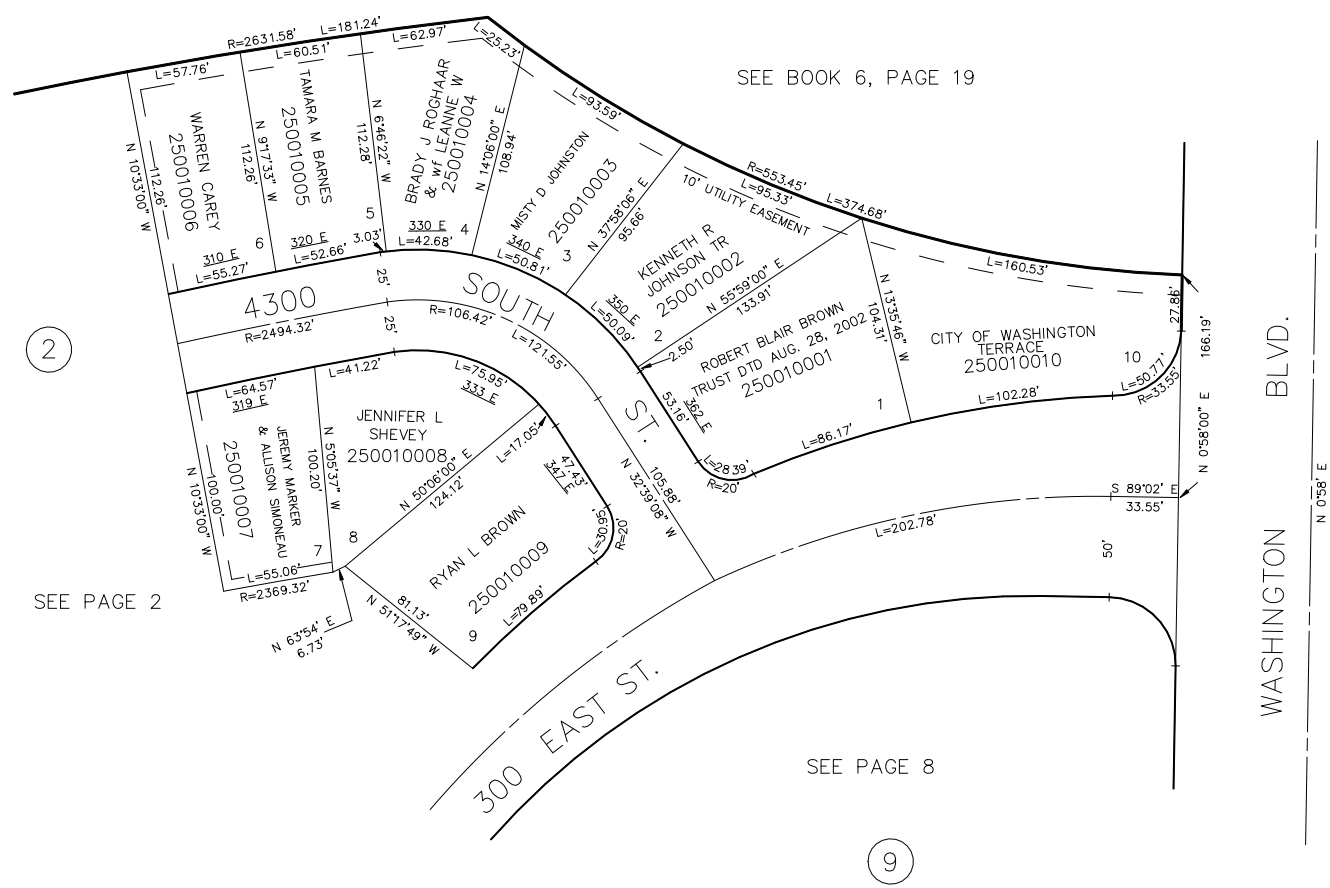 R=2631.58'
L=181.24'
L=57.76'
L=60.51'
L=62.97'
L=25.23'
SEE BOOK 6, PAGE 19
L=93.59'
R=553.45'
L=95.33'
L=374.68'
10' UTILITY EASEMENT
L=160.53'
N 10°33'00" W
112.26'
WARREN CAREY
250010006
6
310 E
L=55.27'
N 9°17'33" W
112.26'
TAMARA M BARNES
250010005
5
320 E
L=52.66'
3.03'
N 6°46'22" W
112.28'
BRADY J ROGHAAR
& wf LEANNE W
250010004
330 E
4
L=42.68'
N 14°06'00" E
108.94'
MISTY D JOHNSTON
250010003
340 E
3
L=50.81'
N 37°58'06" E
95.66'
KENNETH R
JOHNSON TR
250010002
350 E
2
L=50.09'
N 55°59'00" E
133.91'
2.50'
ROBERT BLAIR BROWN
TRUST DTD AUG. 28, 2002
250010001
362 E
53.16'
1
L=28.39'
R=20'
L=86.17'
N 13°35'46" W
104.31'
CITY OF WASHINGTON
TERRACE
250010010
10
L=102.28'
L=50.77'
R=33.55'
27.86'
166.19'
N 0°58'00" E
S 89°02' E
33.55'
N 0°58' E
WASHINGTON BLVD.
4300 SOUTH ST.
25'
25'
R=2494.32'
R=106.42'
L=121.55'
105.88'
N 32°39'08" W
2
L=64.57'
319 E
L=41.22'
L=75.95'
333 E
JENNIFER L
SHEVEY
250010008
8
N 10°33'00" W
100.00'
250010007
JEREMY MARKER
& ALLISON SIMONEAU
7
N 5°05'37" W
100.20'
L=55.06'
R=2369.32'
N 50°06'00" E
124.12'
L=17.05'
47.43'
347 E
L=30.95'
R=20'
RYAN L BROWN
250010009
9
L=79.89'
81.13'
N 51°17'49" W
N 63°54' E
6.73'
SEE PAGE 2
L=202.78'
50'
300 EAST ST.
SEE PAGE 8
9